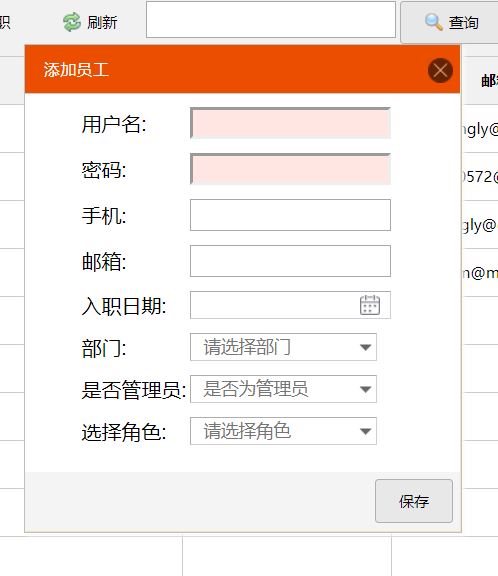 职
刷新
查询
添加员工
用户名:
密码:
手机:
邮箱:
入职日期:
部门: 请选择部门
是否管理员: 是否为管理员
选择角色: 请选择角色
保存
邮
ngly@
0572@
gly@
@m